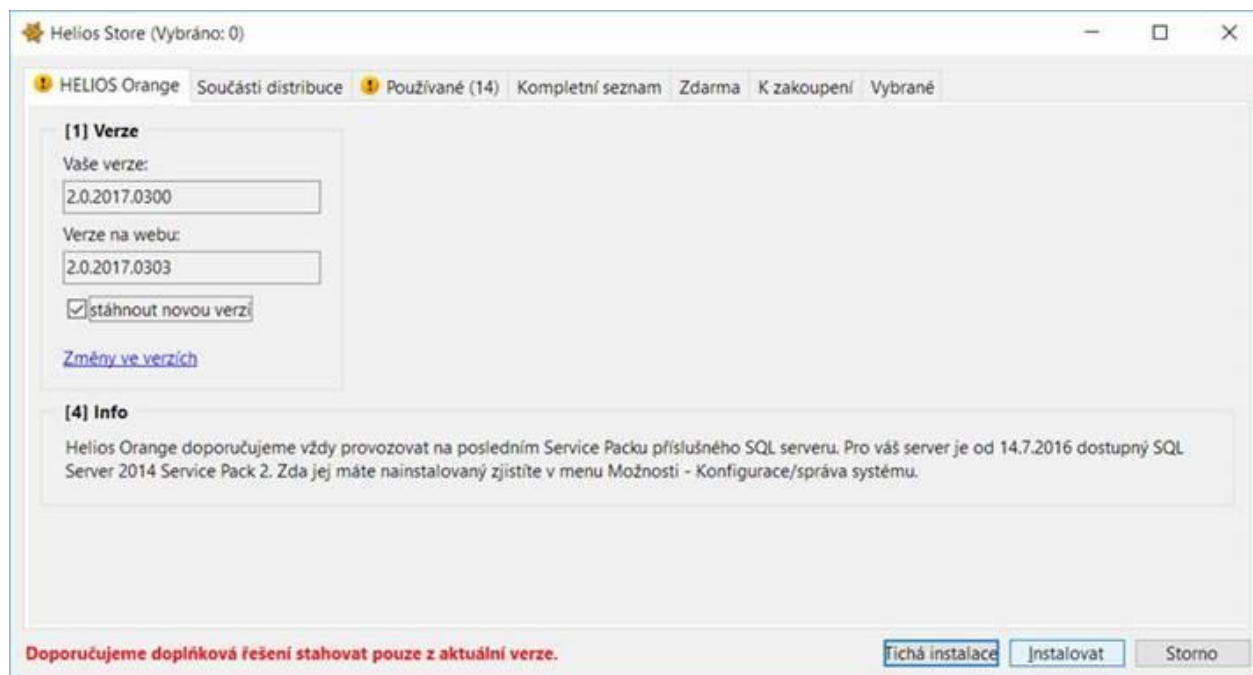 Helios Store (Vybráno: 0)
HELIOS Orange Součásti distribuce Používané (14) Kompletní seznam Zdarma K zakoupení Vybrané
[1] Verze
Vaše verze:
2.0.2017.0300
Verze na webu:
2.0.2017.0303
stáhnout novou verzi
Změny ve verzích
[4] Info
Helios Orange doporučujeme vždy provozovat na posledním Service Packu příslušného SQL serveru. Pro váš server je od 14.7.2016 dostupný SQL
Server 2014 Service Pack 2. Zda jej máte nainstalovaný zjistíte v menu Možnosti - Konfigurace/správa systému.
Doporučujeme doplňková řešení stahovat pouze z aktuální verze.
Tichá instalace Instalovat Storno